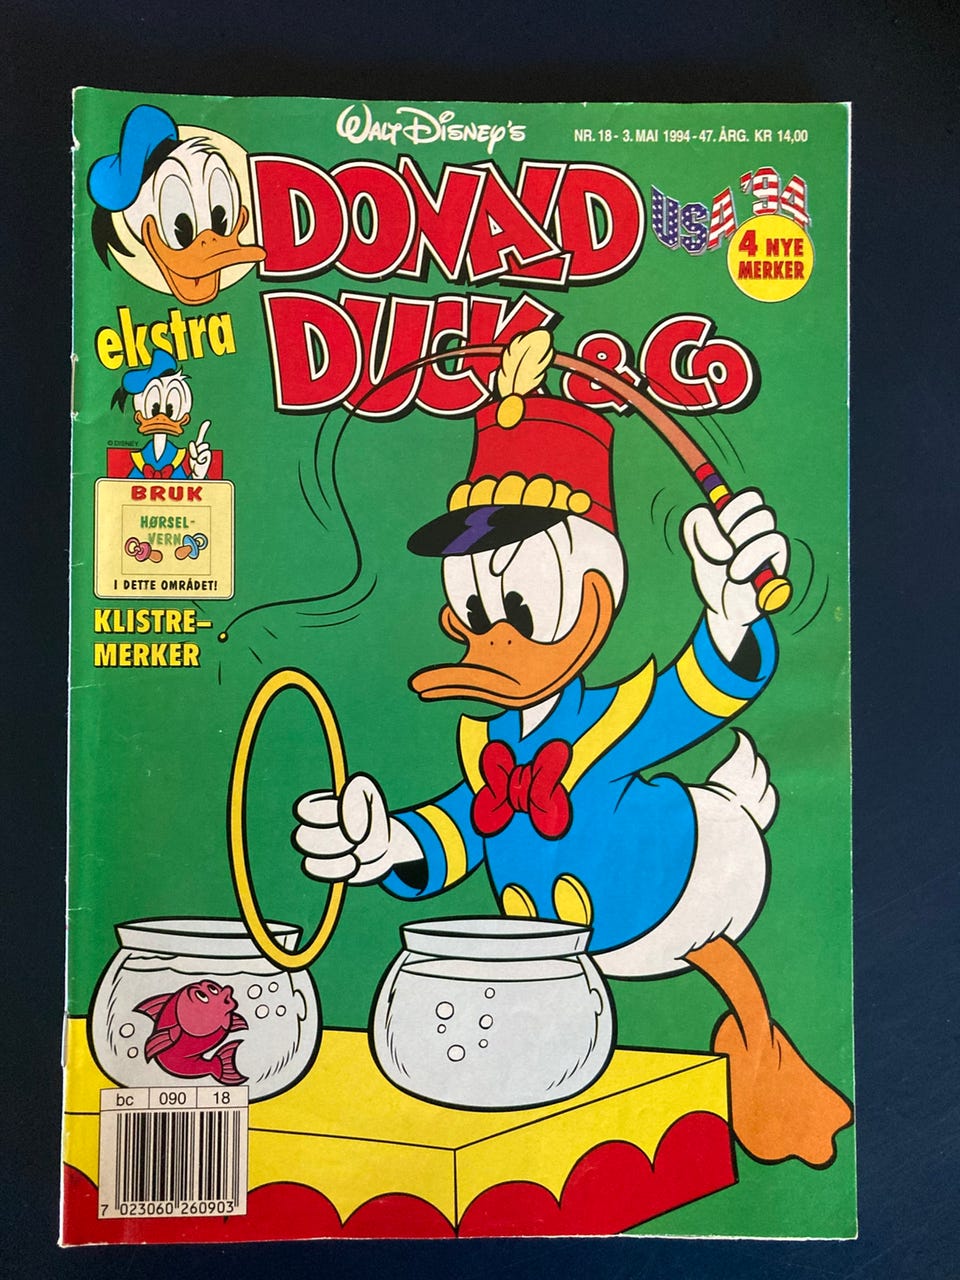 WALT DISNEY'S
NR. 18 - 3. MAI 1994 - 47. ÅRG. KR 14,00
DONALD
DUCK & CO
USA '94
4 NYE
MERKER
ekstra
© DISNEY
BRUK
HØRSEL-
VERN
I DETTE OMRÅDET!
KLISTRE-
MERKER
bc 090 18
7 023060 260903